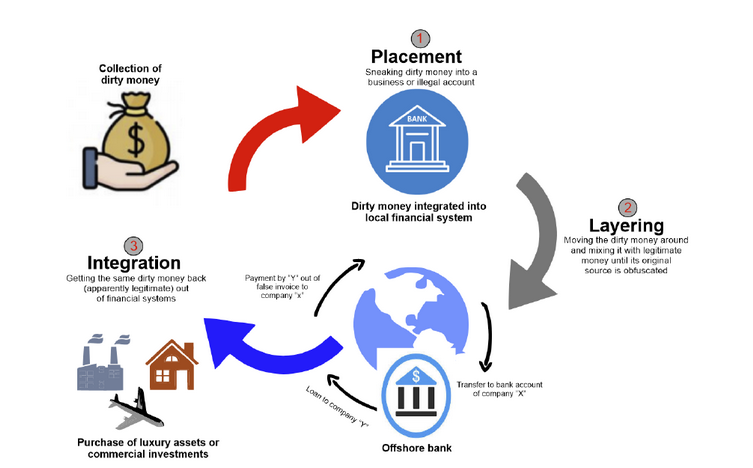 Collection of
dirty money
$
1
Placement
Sneaking dirty money into a
business or illegal account
BANK
Dirty money integrated into
local financial system
2
Layering
Moving the dirty money around
and mixing it with legitimate
money until its original
source is obfuscated
3
Integration
Getting the same dirty money back
(apparently legitimate) out
of financial systems
Payment by "Y" out of
false invoice to
company "x"
Transfer to bank account
of company "X"
Loan to company "Y"
$
Offshore bank
Purchase of luxury assets or
commercial investments